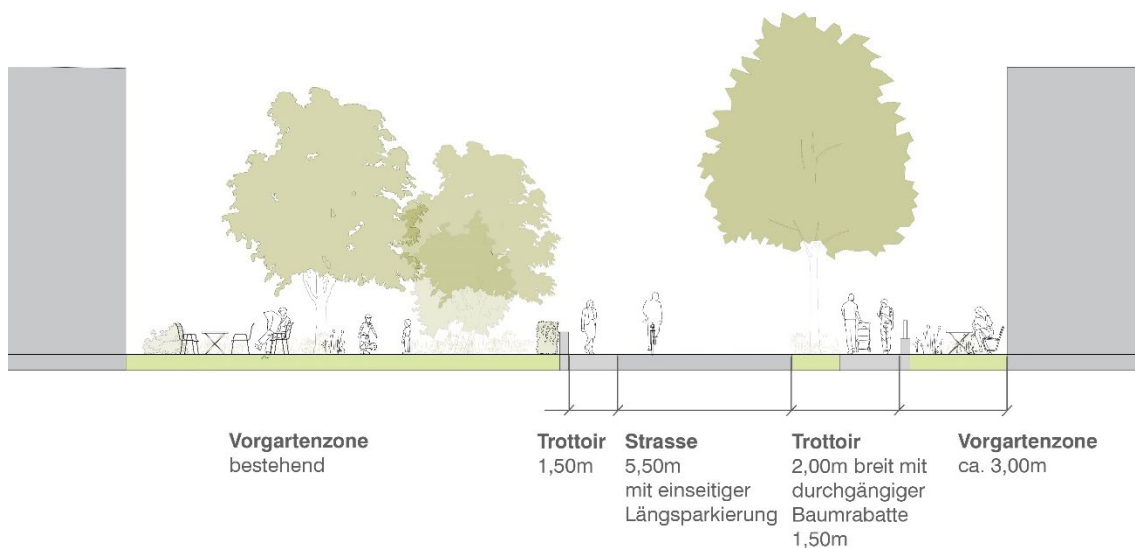 Vorgartenzone
bestehend
Trottoir
1,50m
Strasse
5,50m
mit einseitiger
Längsparkierung
Trottoir
2,00m breit mit
durchgängiger
Baumrabatte
1,50m
Vorgartenzone
ca. 3,00m